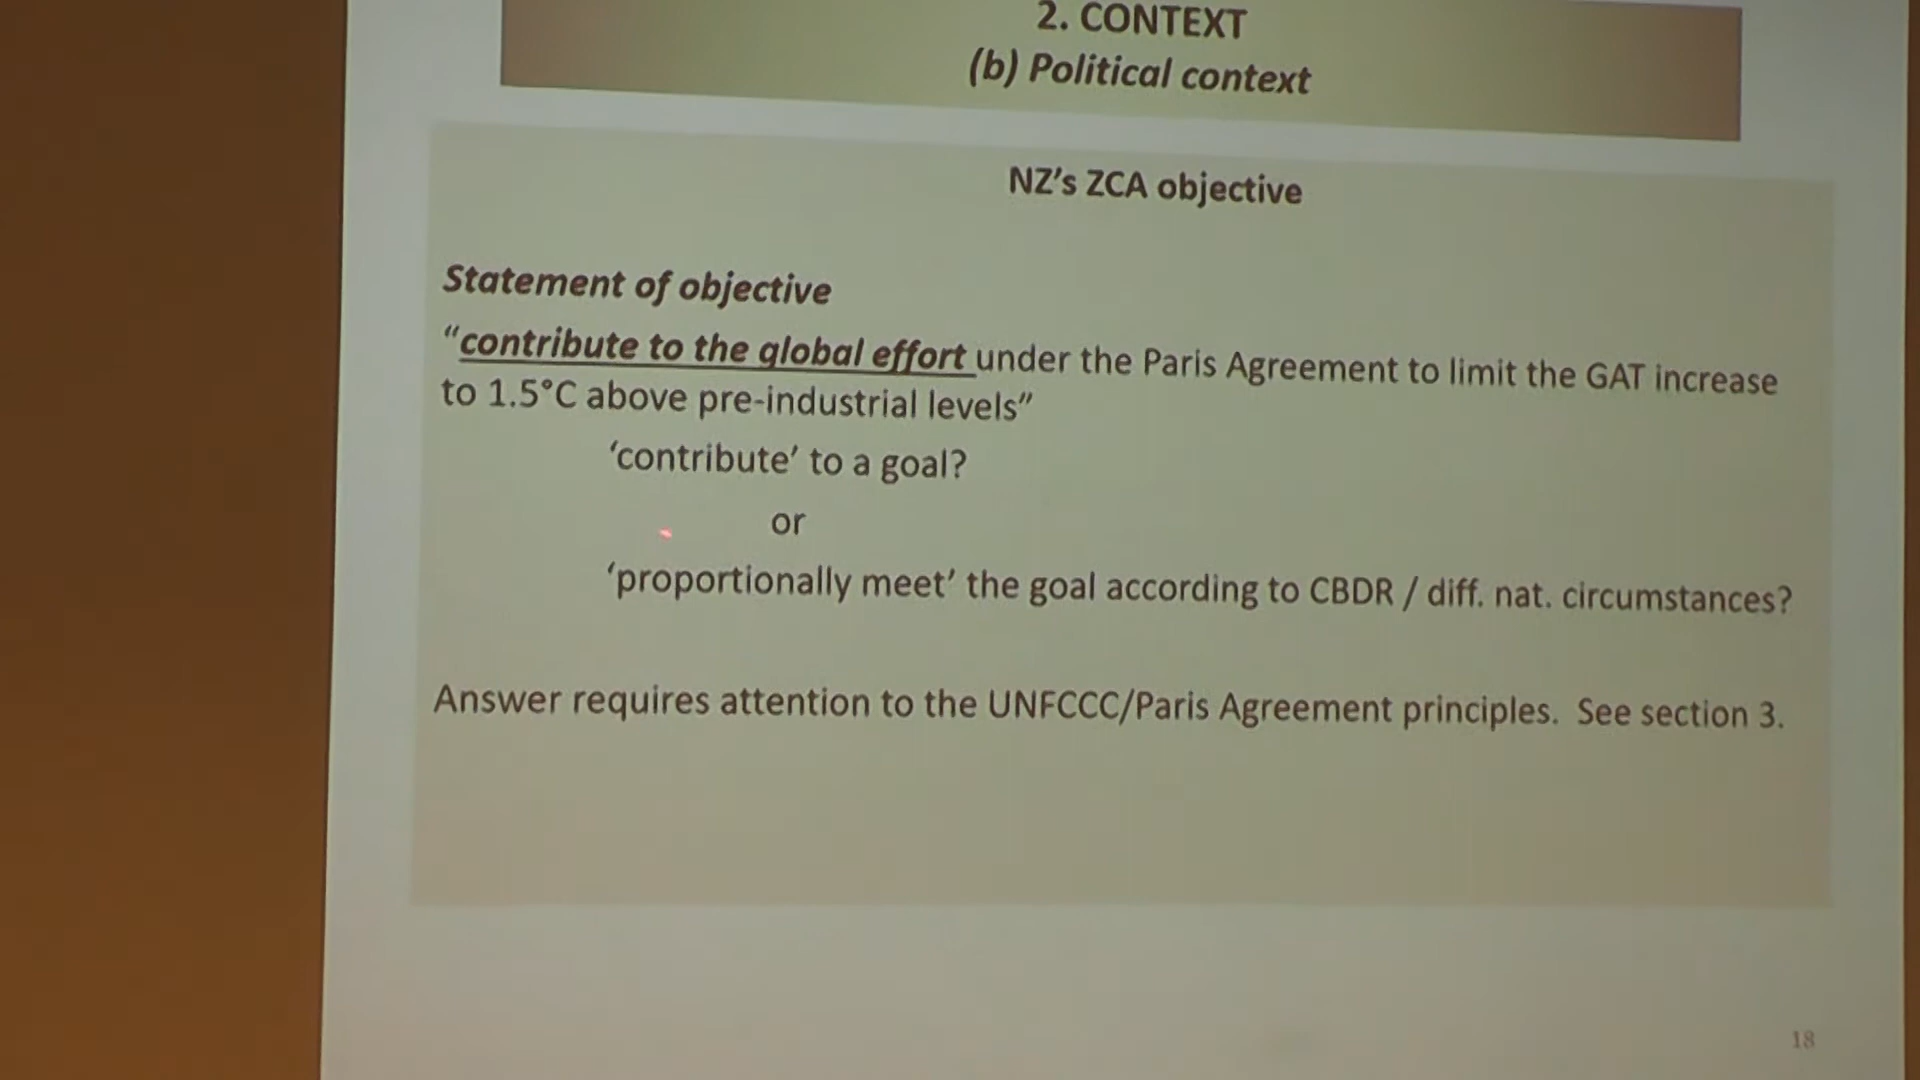 2. CONTEXT
(b) Political context
NZ's ZCA objective
Statement of objective
“contribute to the global effort under the Paris Agreement to limit the GAT increase
to 1.5°C above pre-industrial levels”
‘contribute’ to a goal?
or
‘proportionally meet’ the goal according to CBDR / diff. nat. circumstances?
Answer requires attention to the UNFCCC/Paris Agreement principles.  See section 3.
18